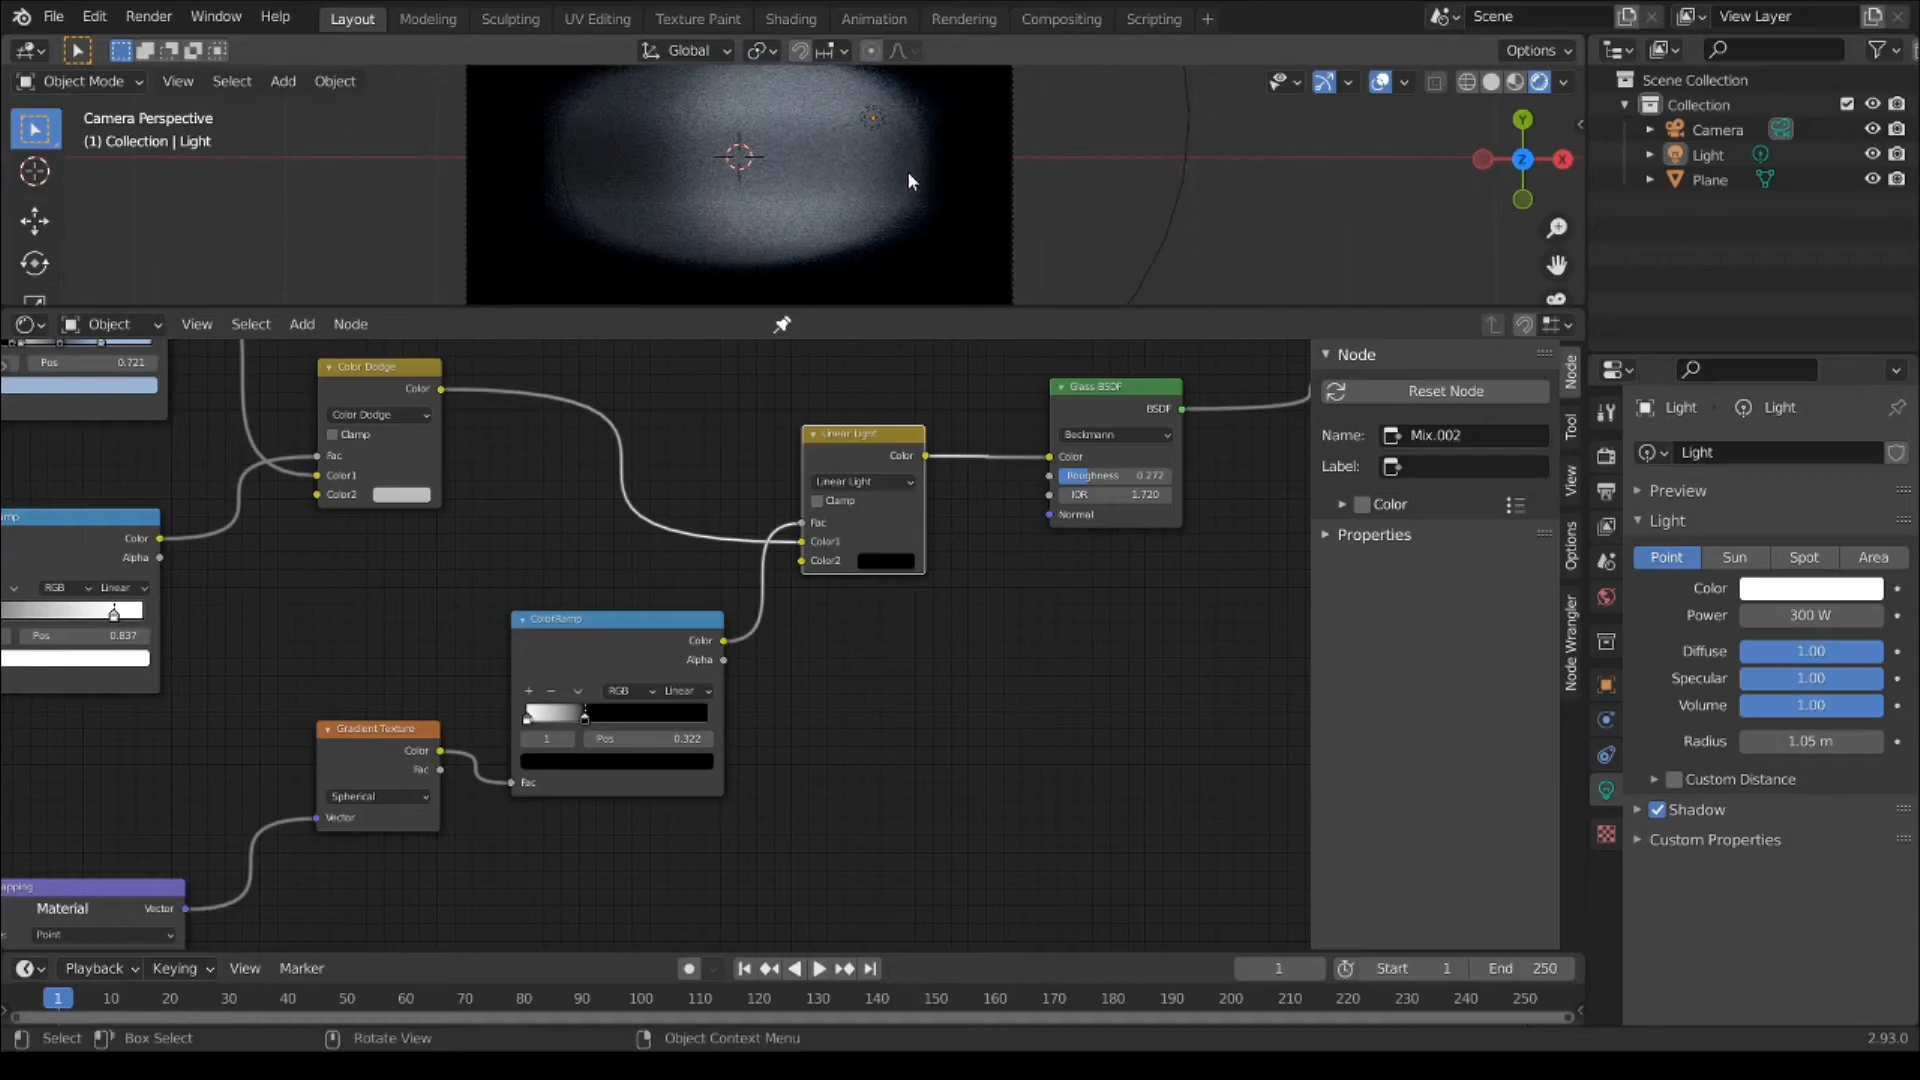 File Edit Render Window Help Layout Modeling Sculpting UV Editing Texture Paint Shading Animation Rendering Compositing Scripting + Scene View Layer
Global Options
Object Mode View Select Add Object
Scene Collection
Collection
Camera
Light
Plane
Camera Perspective
(1) Collection | Light
Y
Z
X
Object View Select Add Node
Pos 0.721
Color Dodge
Color
Color Dodge
Clamp
Fac
Color1
Color2
Color
Alpha
RGB Linear
Pos 0.837
Linear Light
Color
Linear Light
Clamp
Fac
Color1
Color2
Glass BSDF
BSDF
Beckmann
Color
Roughness 0.272
IOR 1.720
Normal
ColorRamp
Color
Alpha
+ − RGB Linear
1 Pos 0.322
Fac
Gradient Texture
Color
Fac
Spherical
Vector
apping
Material Vector
Point
Node
Reset Node
Name: Mix.002
Label:
Color
Properties
Node
Tool
View
Options
Node Wrangler
Light Light
Light
Preview
Light
Point Sun Spot Area
Color
Power 300 W
Diffuse 1.00
Specular 1.00
Volume 1.00
Radius 1.05 m
Custom Distance
Shadow
Custom Properties
Playback Keying View Marker 1 Start 1 End 250
1 10 20 30 40 50 60 70 80 90 100 110 120 130 140 150 160 170 180 190 200 210 220 230 240 250
Select Box Select Rotate View Object Context Menu 2.93.0